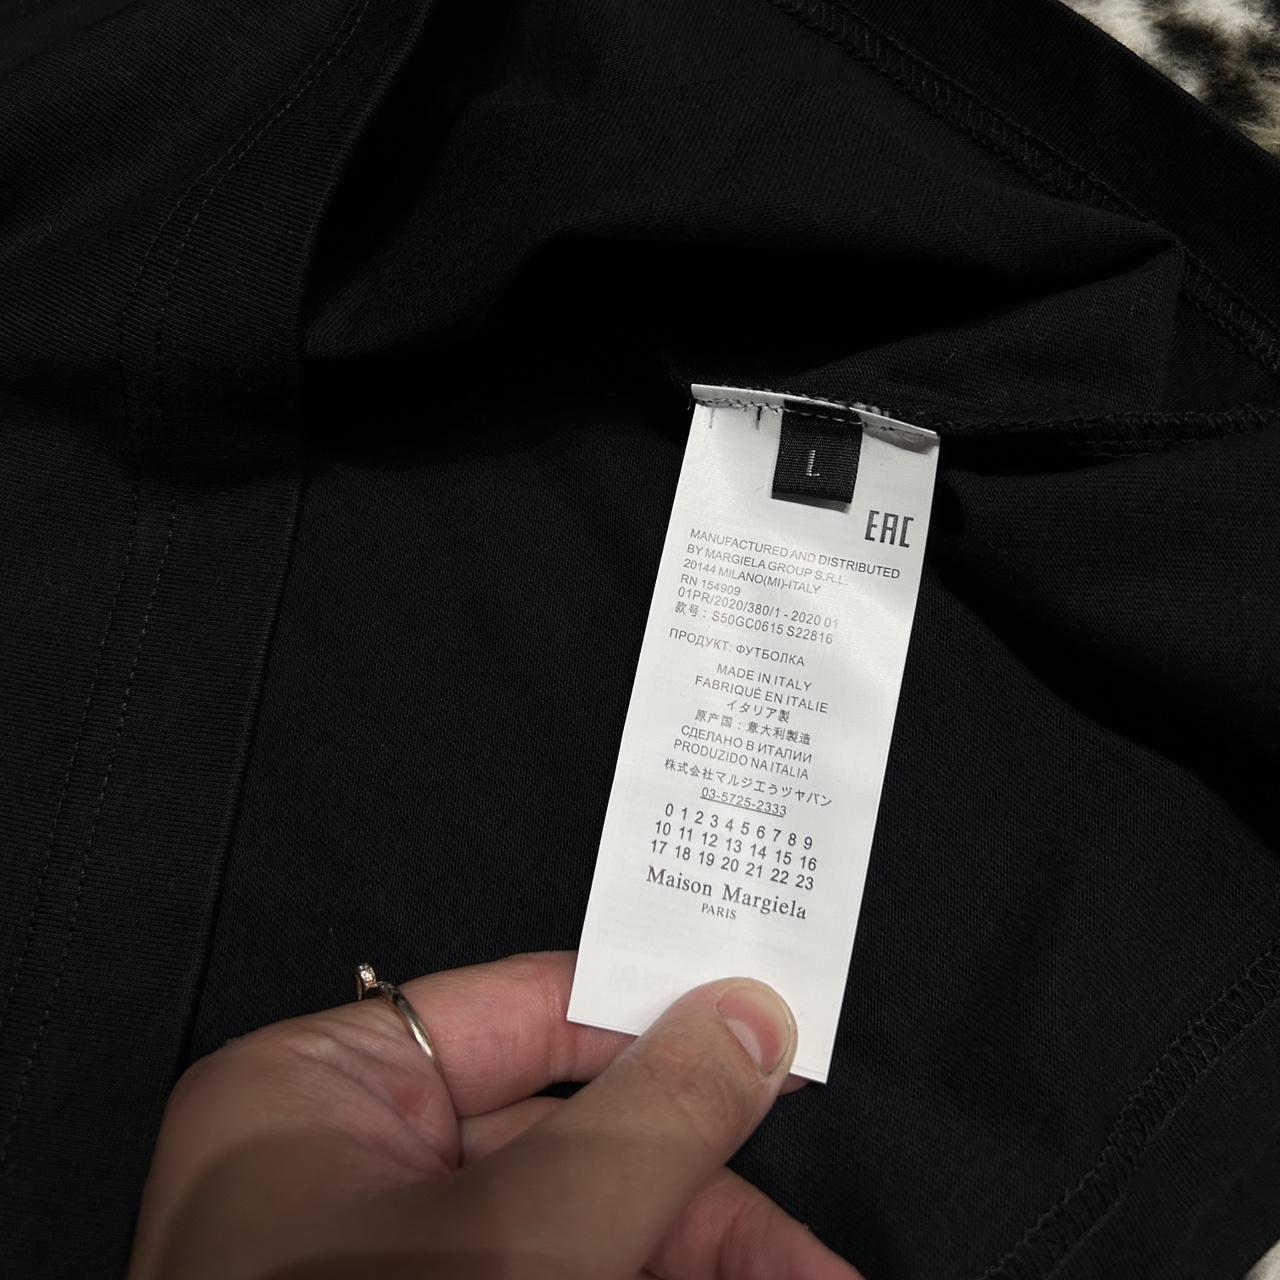 L
EAC
MANUFACTURED AND DISTRIBUTED
BY MARGIELA GROUP S.R.L.
20144 MILANO(MI)-ITALY
RN 154909
01PR/2020/380/1 - 2020 01
款号 : S50GC0615 S22816
ПРОДУКТ: ФУТБОЛКА
MADE IN ITALY
FABRIQUÉ EN ITALIE
イタリア製
原产国 : 意大利製造
СДЕЛАНО В ИТАЛИИ
PRODUZIDO NA ITALIA
株式会社マルジエうヅヤバン
03-5725-2333
0 1 2 3 4 5 6 7 8 9
10 11 12 13 14 15 16
17 18 19 20 21 22 23
Maison Margiela
PARIS